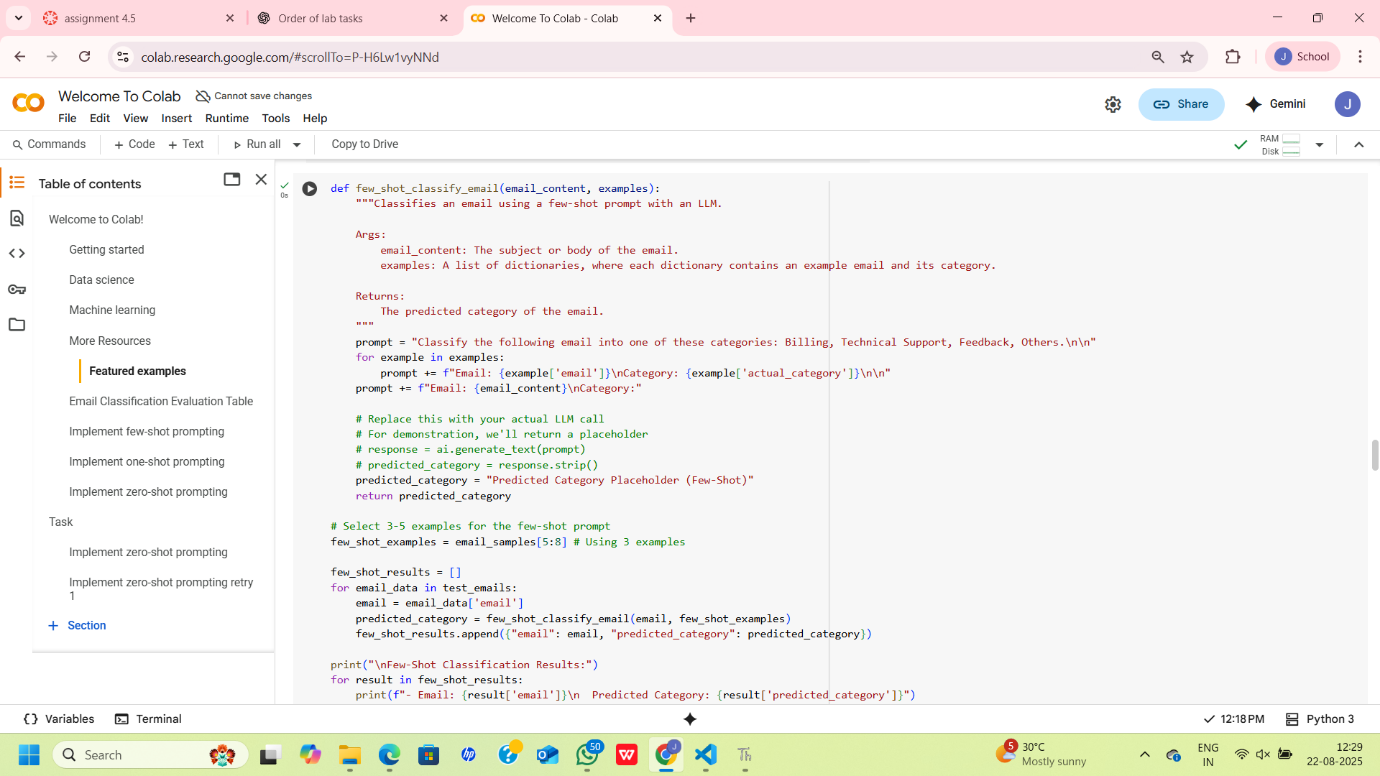 assignment 4.5
Order of lab tasks
Welcome To Colab - Colab
colab.research.google.com/#scrollTo=P-H6Lw1vyNNd
J School
Welcome To Colab
Cannot save changes
File Edit View Insert Runtime Tools Help
Share
Gemini
J
Commands + Code + Text Run all Copy to Drive
RAM
Disk
Table of contents
Welcome to Colab!
Getting started
Data science
Machine learning
More Resources
Featured examples
Email Classification Evaluation Table
Implement few-shot prompting
Implement one-shot prompting
Implement zero-shot prompting
Task
Implement zero-shot prompting
Implement zero-shot prompting retry
1
+ Section
0s
def few_shot_classify_email(email_content, examples):
    """Classifies an email using a few-shot prompt with an LLM.
    Args:
        email_content: The subject or body of the email.
        examples: A list of dictionaries, where each dictionary contains an example email and its category.
    Returns:
        The predicted category of the email.
    """
    prompt = "Classify the following email into one of these categories: Billing, Technical Support, Feedback, Others.\n\n"
    for example in examples:
        prompt += f"Email: {example['email']}\nCategory: {example['actual_category']}\n\n"
    prompt += f"Email: {email_content}\nCategory:"
    # Replace this with your actual LLM call
    # For demonstration, we'll return a placeholder
    # response = ai.generate_text(prompt)
    # predicted_category = response.strip()
    predicted_category = "Predicted Category Placeholder (Few-Shot)"
    return predicted_category
# Select 3-5 examples for the few-shot prompt
few_shot_examples = email_samples[5:8] # Using 3 examples
few_shot_results = []
for email_data in test_emails:
    email = email_data['email']
    predicted_category = few_shot_classify_email(email, few_shot_examples)
    few_shot_results.append({"email": email, "predicted_category": predicted_category})
print("\nFew-Shot Classification Results:")
for result in few_shot_results:
    print(f"- Email: {result['email']}\n  Predicted Category: {result['predicted_category']}")
Variables
Terminal
12:18 PM
Python 3
Search
hp
50
J
Th
5
30°C
Mostly sunny
ENG
IN
12:29
22-08-2025